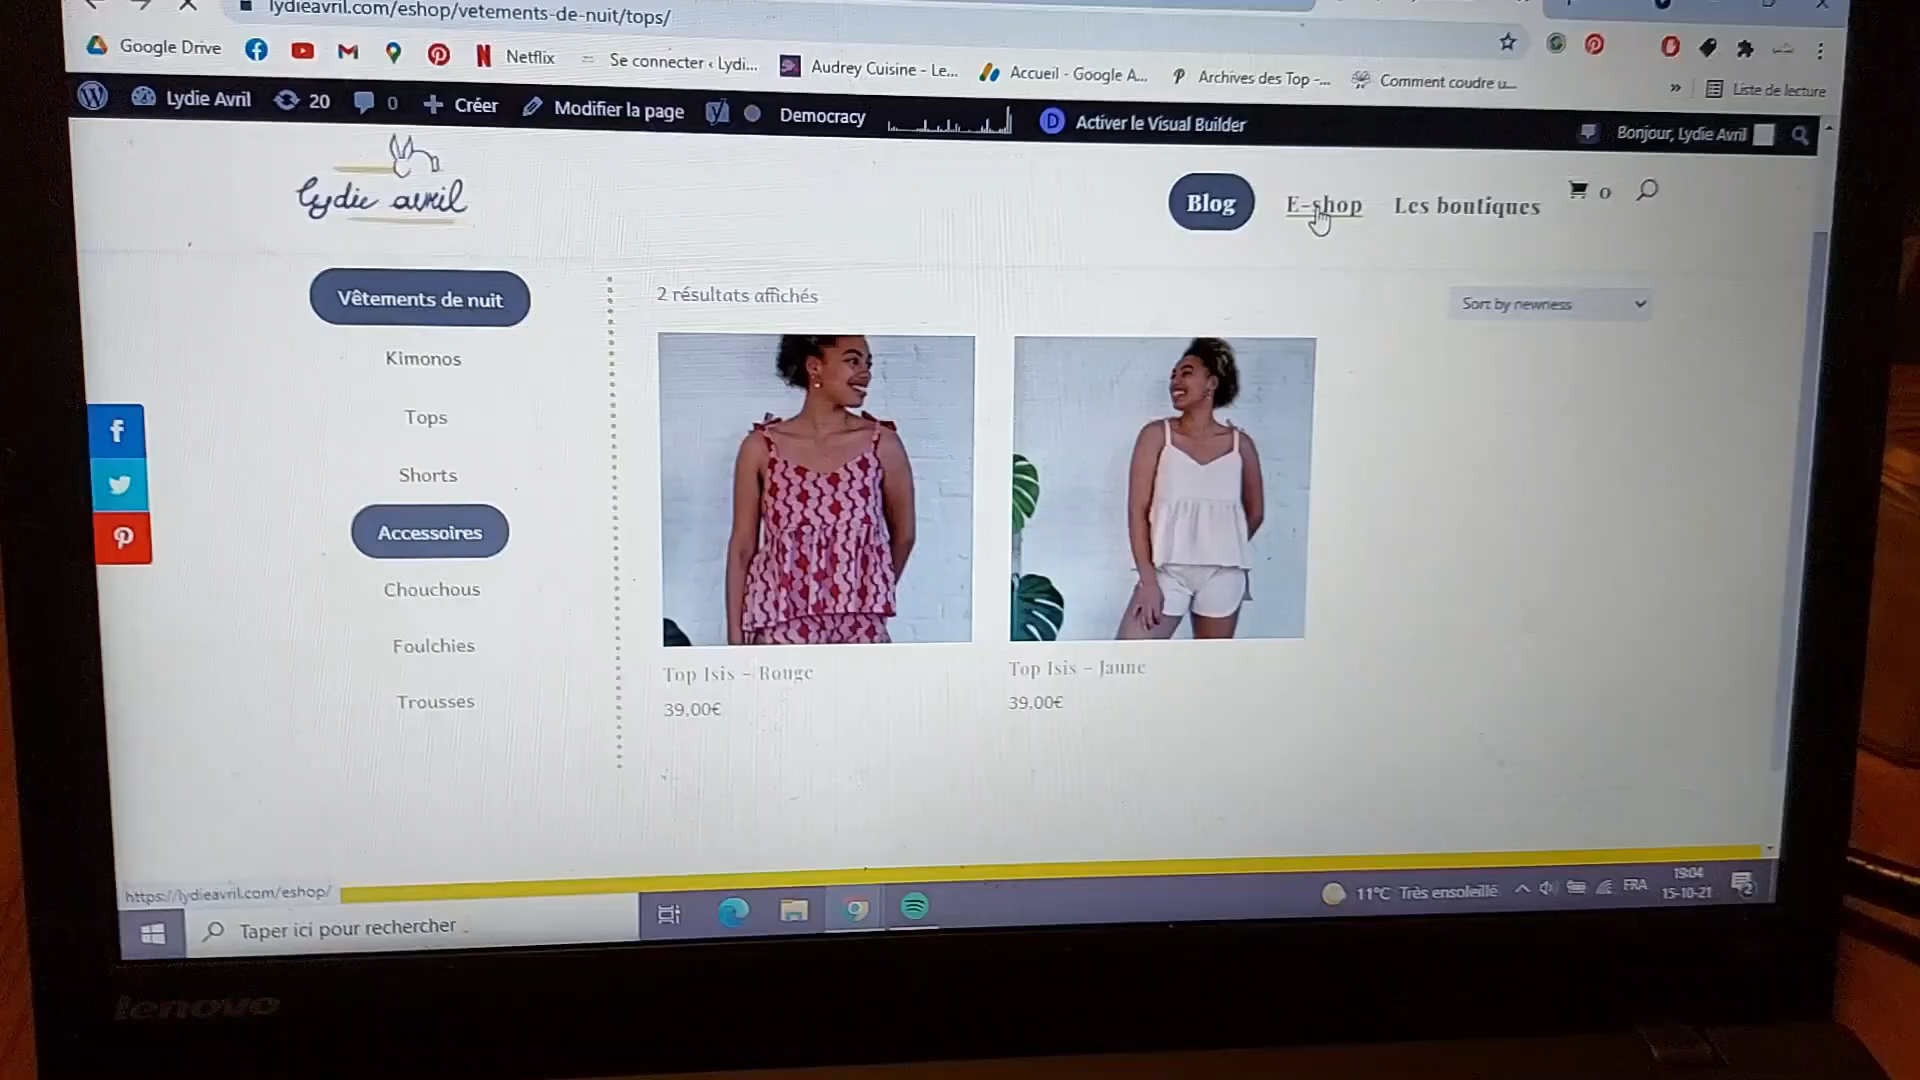 lydieavril.com/eshop/vetements-de-nuit/tops/
Google Drive
Netflix
Se connecter ‹ Lydi...
Audrey Cuisine - Le...
Accueil - Google A...
Archives des Top -...
Comment coudre u...
» Liste de lecture
Lydie Avril 20 0 Créer Modifier la page Democracy Activer le Visual Builder
Bonjour, Lydie Avril
lydie avril
Blog E-shop Les boutiques 0
Vêtements de nuit
Kimonos
Tops
Shorts
Accessoires
Chouchous
Foulchies
Trousses
2 résultats affichés
Sort by newness
Top Isis – Rouge
39,00€
Top Isis – Jaune
39,00€
https://lydieavril.com/eshop/
Taper ici pour rechercher
11°C Très ensoleillé
FRA
19:04
15-10-21
2
lenovo